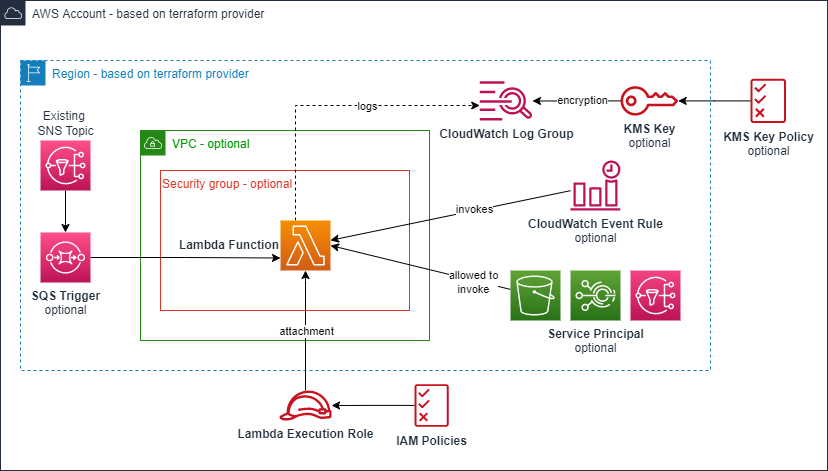 AWS Account - based on terraform provider
Region - based on terraform provider
Existing
SNS Topic
logs
CloudWatch Log Group
encryption
KMS Key
optional
KMS Key Policy
optional
VPC - optional
Security group - optional
Lambda Function
invokes
CloudWatch Event Rule
optional
SQS Trigger
optional
allowed to
invoke
Service Principal
optional
attachment
Lambda Execution Role
IAM Policies